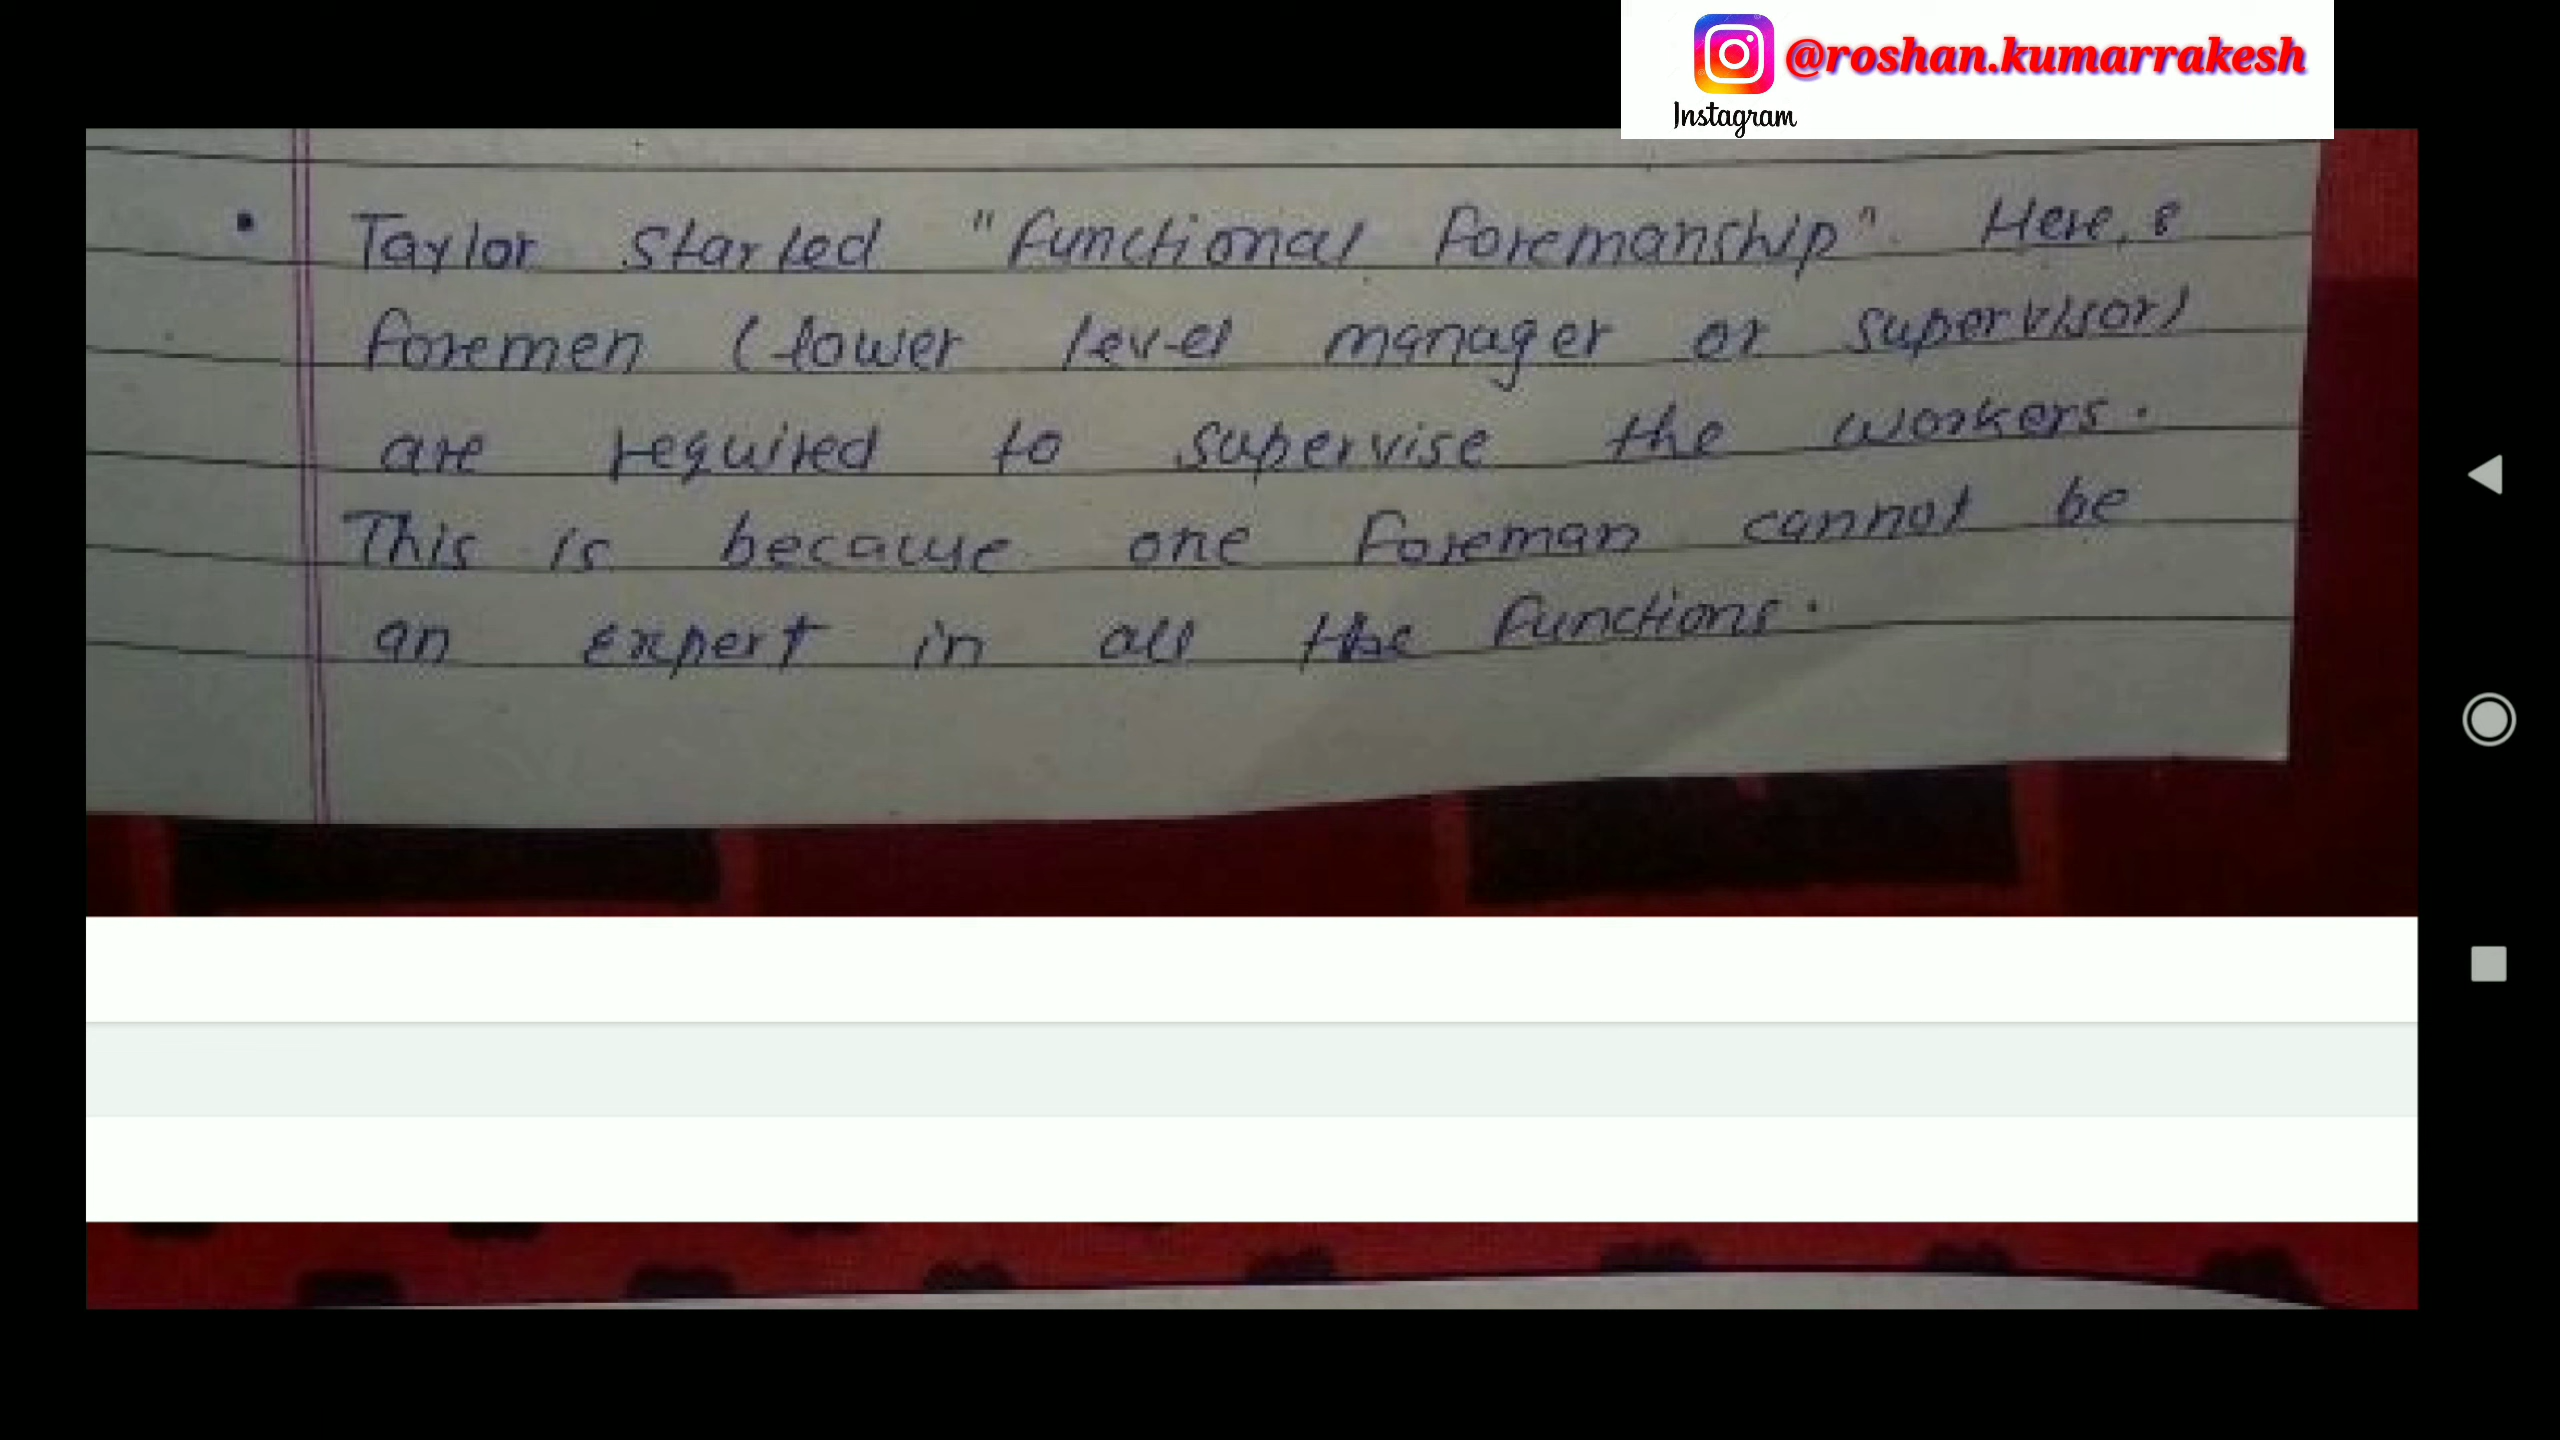 @roshan.kumarrakesh
Instagram
• Taylor started "functional foremanship". Here, 8
foremen (lower level manager or supervisor)
are required to supervise the workers.
This is because one foreman cannot be
an expert in all the functions.